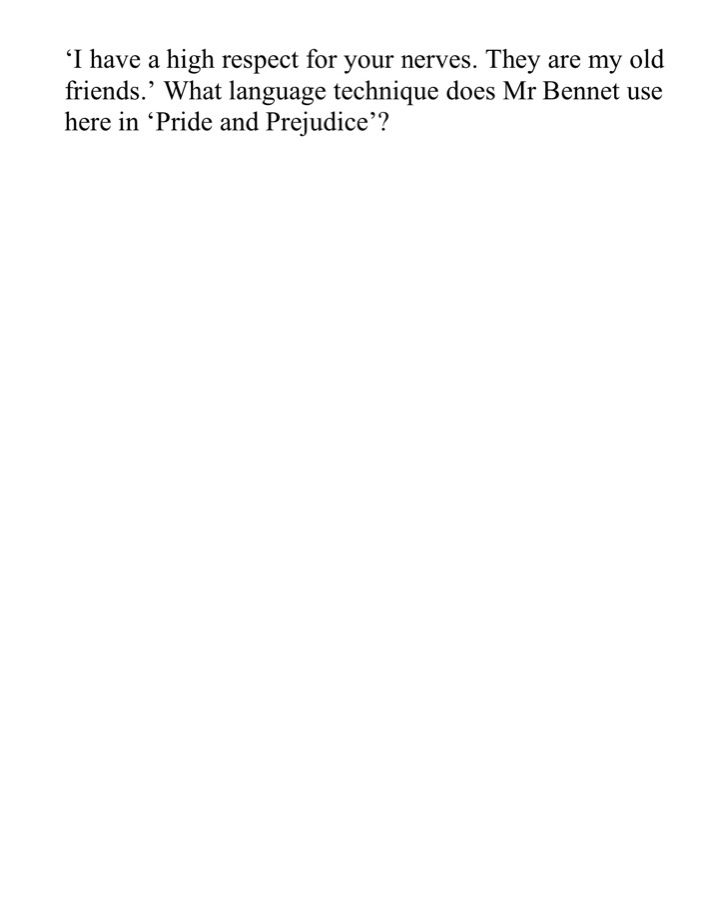 ‘I have a high respect for your nerves. They are my old
friends.’ What language technique does Mr Bennet use
here in ‘Pride and Prejudice’?